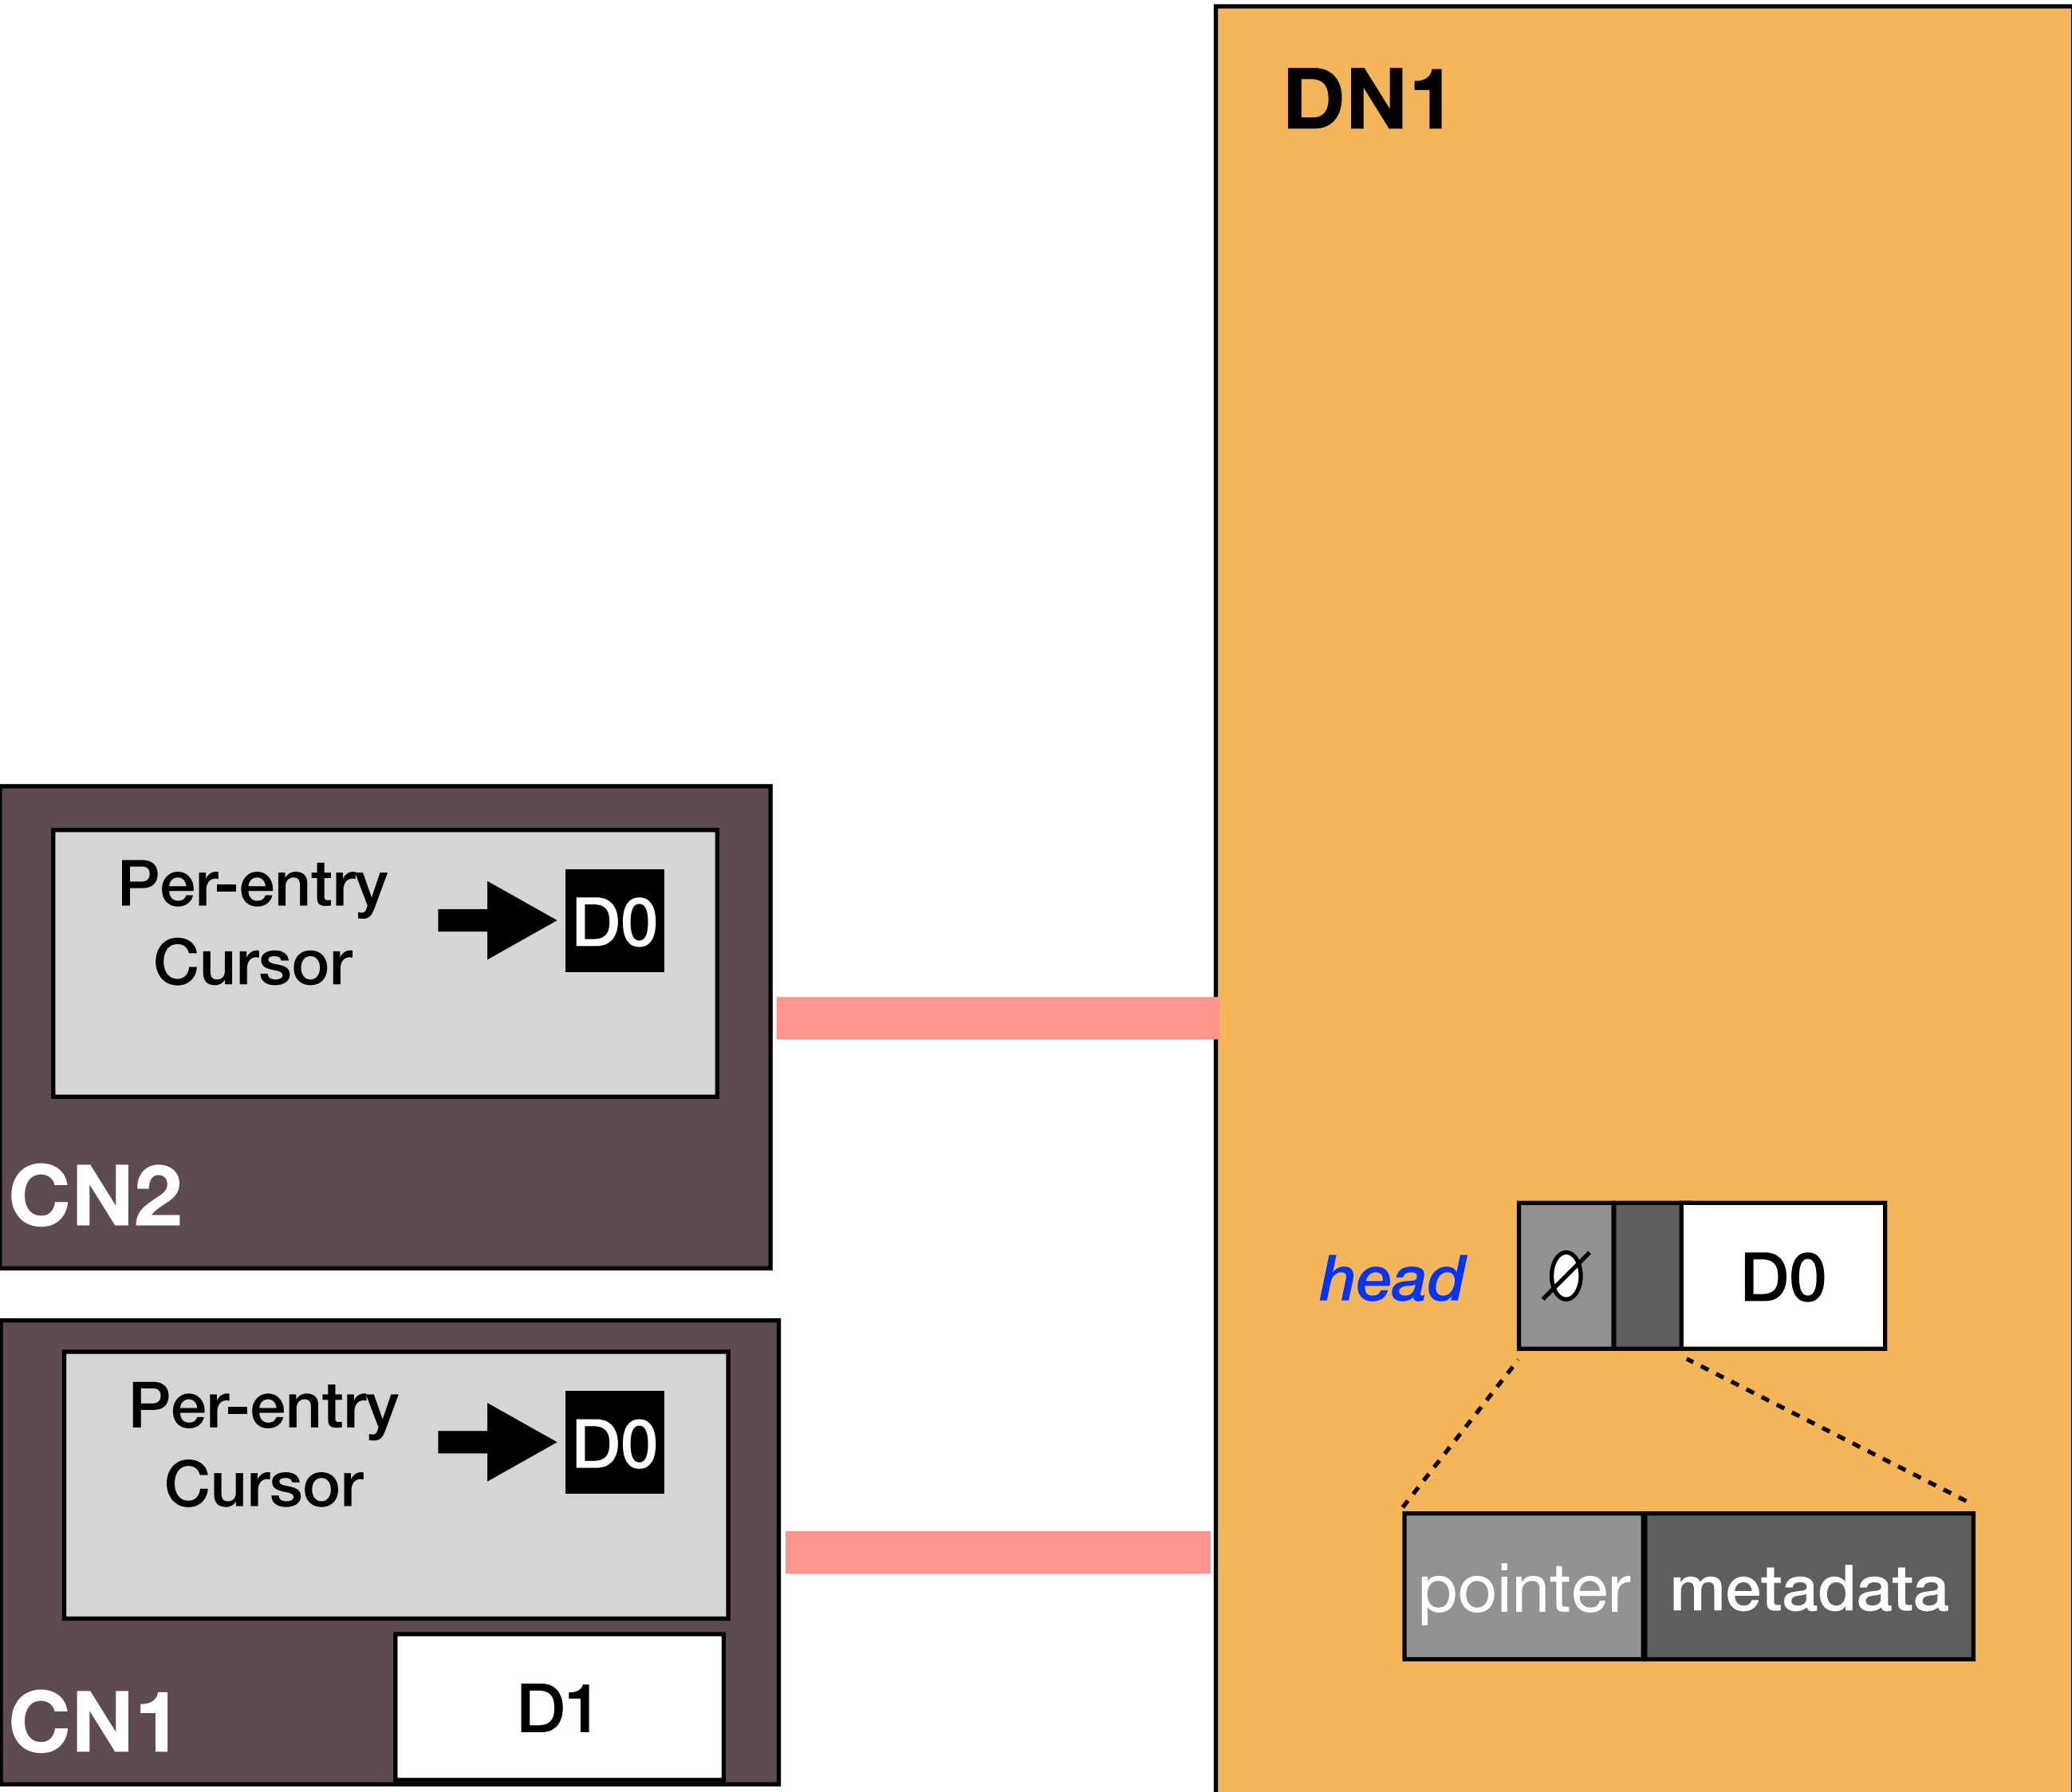 DN1
Per-entry
Cursor
D0
CN2
head
D0
Per-entry
Cursor
D0
pointer
metadata
CN1
D1